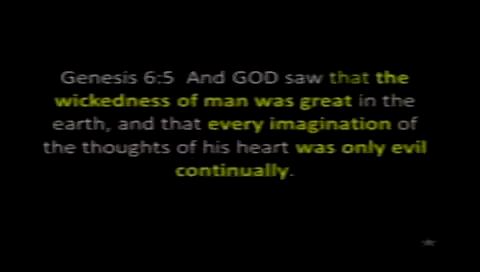 Genesis 6:5 And GOD saw that the
wickedness of man was great in the
earth, and that every imagination of
the thoughts of his heart was only evil
continually.